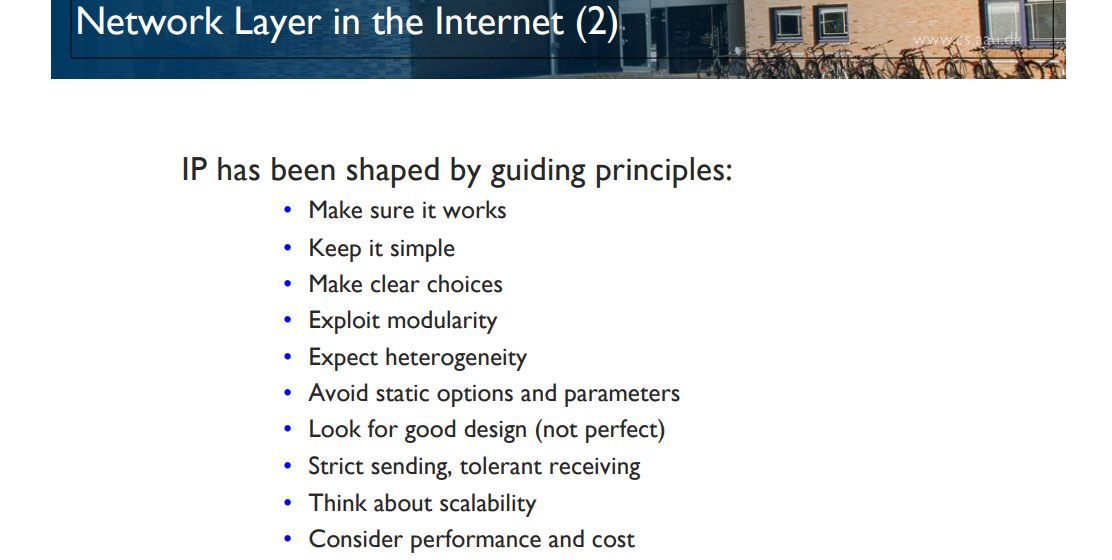 Network Layer in the Internet (2)
www.cs.aau.dk
IP has been shaped by guiding principles:
• Make sure it works
• Keep it simple
• Make clear choices
• Exploit modularity
• Expect heterogeneity
• Avoid static options and parameters
• Look for good design (not perfect)
• Strict sending, tolerant receiving
• Think about scalability
• Consider performance and cost